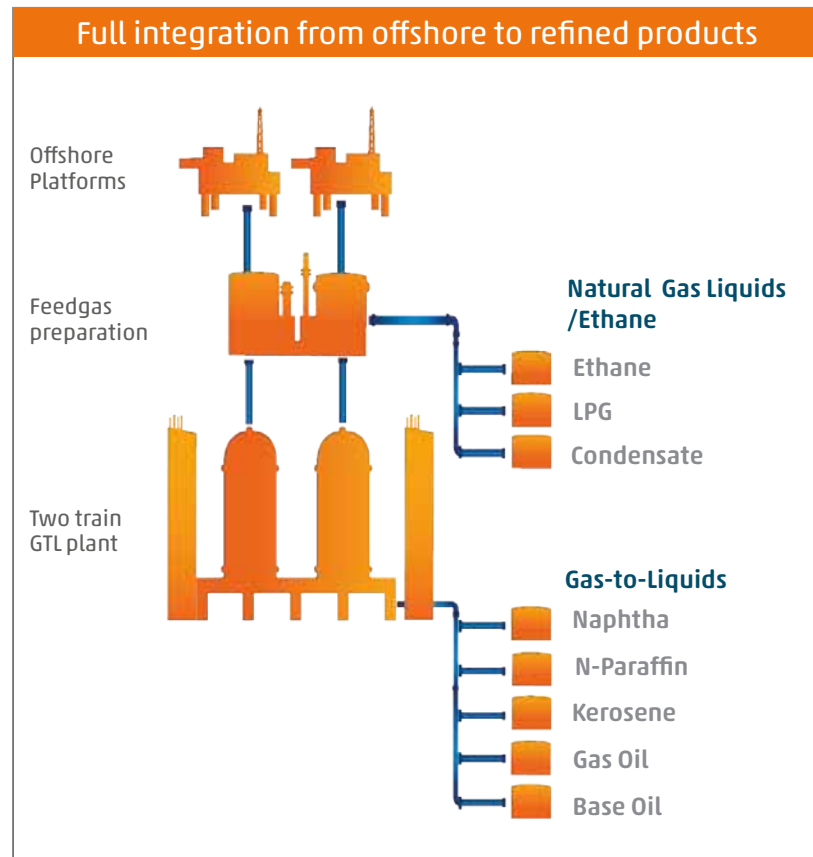 Full integration from offshore to refined products
Offshore
Platforms
Feedgas
preparation
Natural Gas Liquids
/Ethane
Ethane
LPG
Condensate
Two train
GTL plant
Gas-to-Liquids
Naphtha
N-Paraffin
Kerosene
Gas Oil
Base Oil